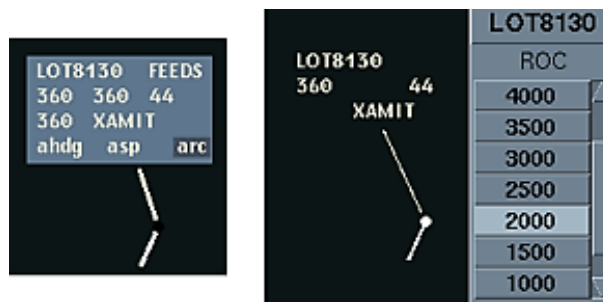 LOT8130 FEEDS
360 360 44
360 XAMIT
ahdg asp arc
LOT8130
360 44
XAMIT
LOT8130
ROC
4000
3500
3000
2500
2000
1500
1000